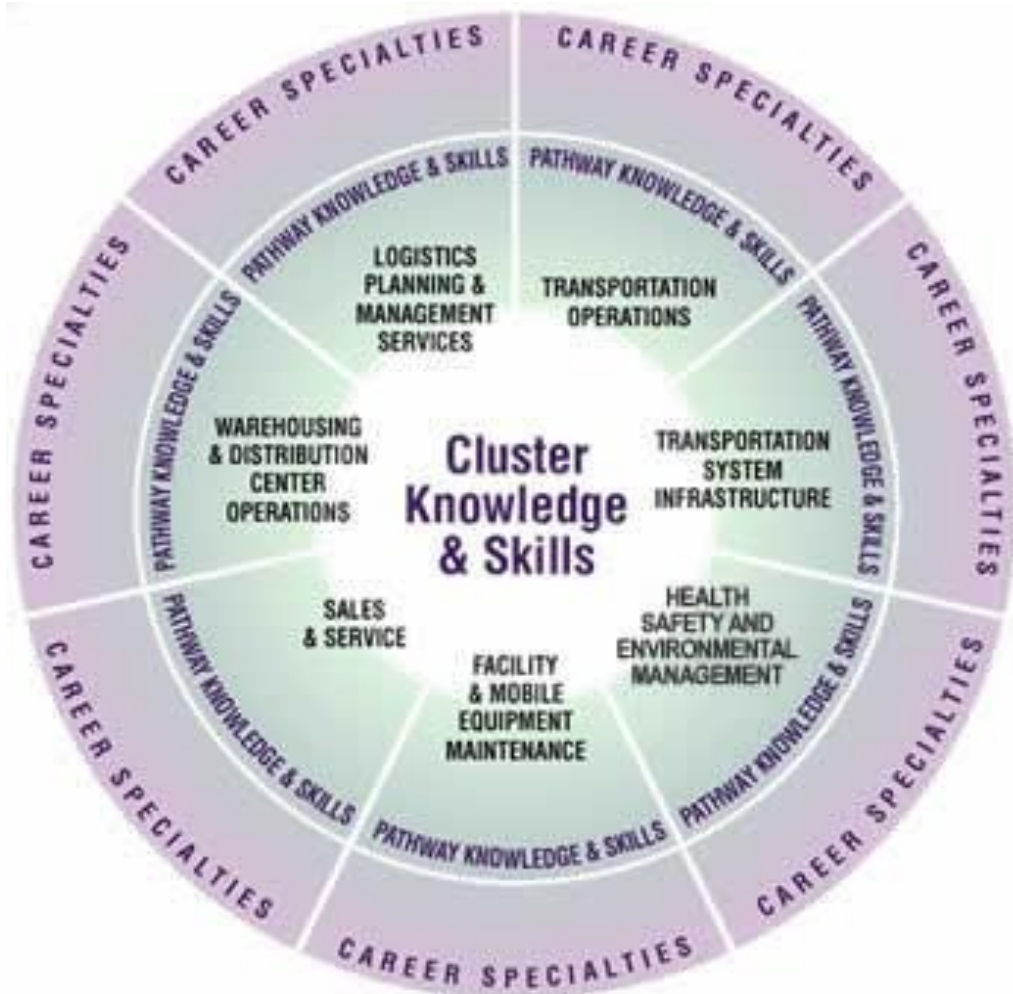 CAREER SPECIALTIES
CAREER SPECIALTIES
CAREER SPECIALTIES
CAREER SPECIALTIES
CAREER SPECIALTIES
CAREER SPECIALTIES
CAREER SPECIALTIES
PATHWAY KNOWLEDGE & SKILLS
PATHWAY KNOWLEDGE & SKILLS
PATHWAY KNOWLEDGE & SKILLS
PATHWAY KNOWLEDGE & SKILLS
PATHWAY KNOWLEDGE & SKILLS
PATHWAY KNOWLEDGE & SKILLS
PATHWAY KNOWLEDGE & SKILLS
LOGISTICS
PLANNING &
MANAGEMENT
SERVICES
TRANSPORTATION
OPERATIONS
WAREHOUSING
& DISTRIBUTION
CENTER
OPERATIONS
Cluster
Knowledge
& Skills
TRANSPORTATION
SYSTEM
INFRASTRUCTURE
SALES
& SERVICE
FACILITY
& MOBILE
EQUIPMENT
MAINTENANCE
HEALTH
SAFETY AND
ENVIRONMENTAL
MANAGEMENT